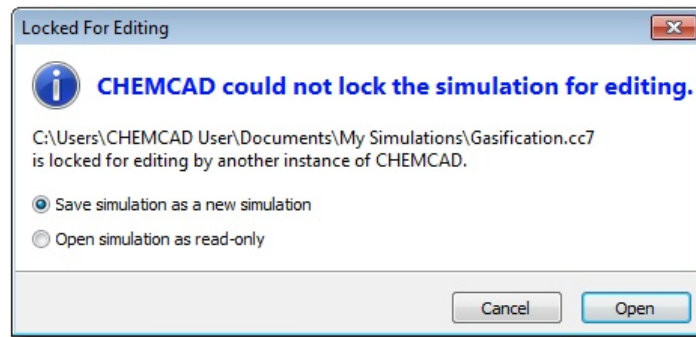 Locked For Editing
CHEMCAD could not lock the simulation for editing.
C:\Users\CHEMCAD User\Documents\My Simulations\Gasification.cc7
is locked for editing by another instance of CHEMCAD.
Save simulation as a new simulation
Open simulation as read-only
Cancel Open